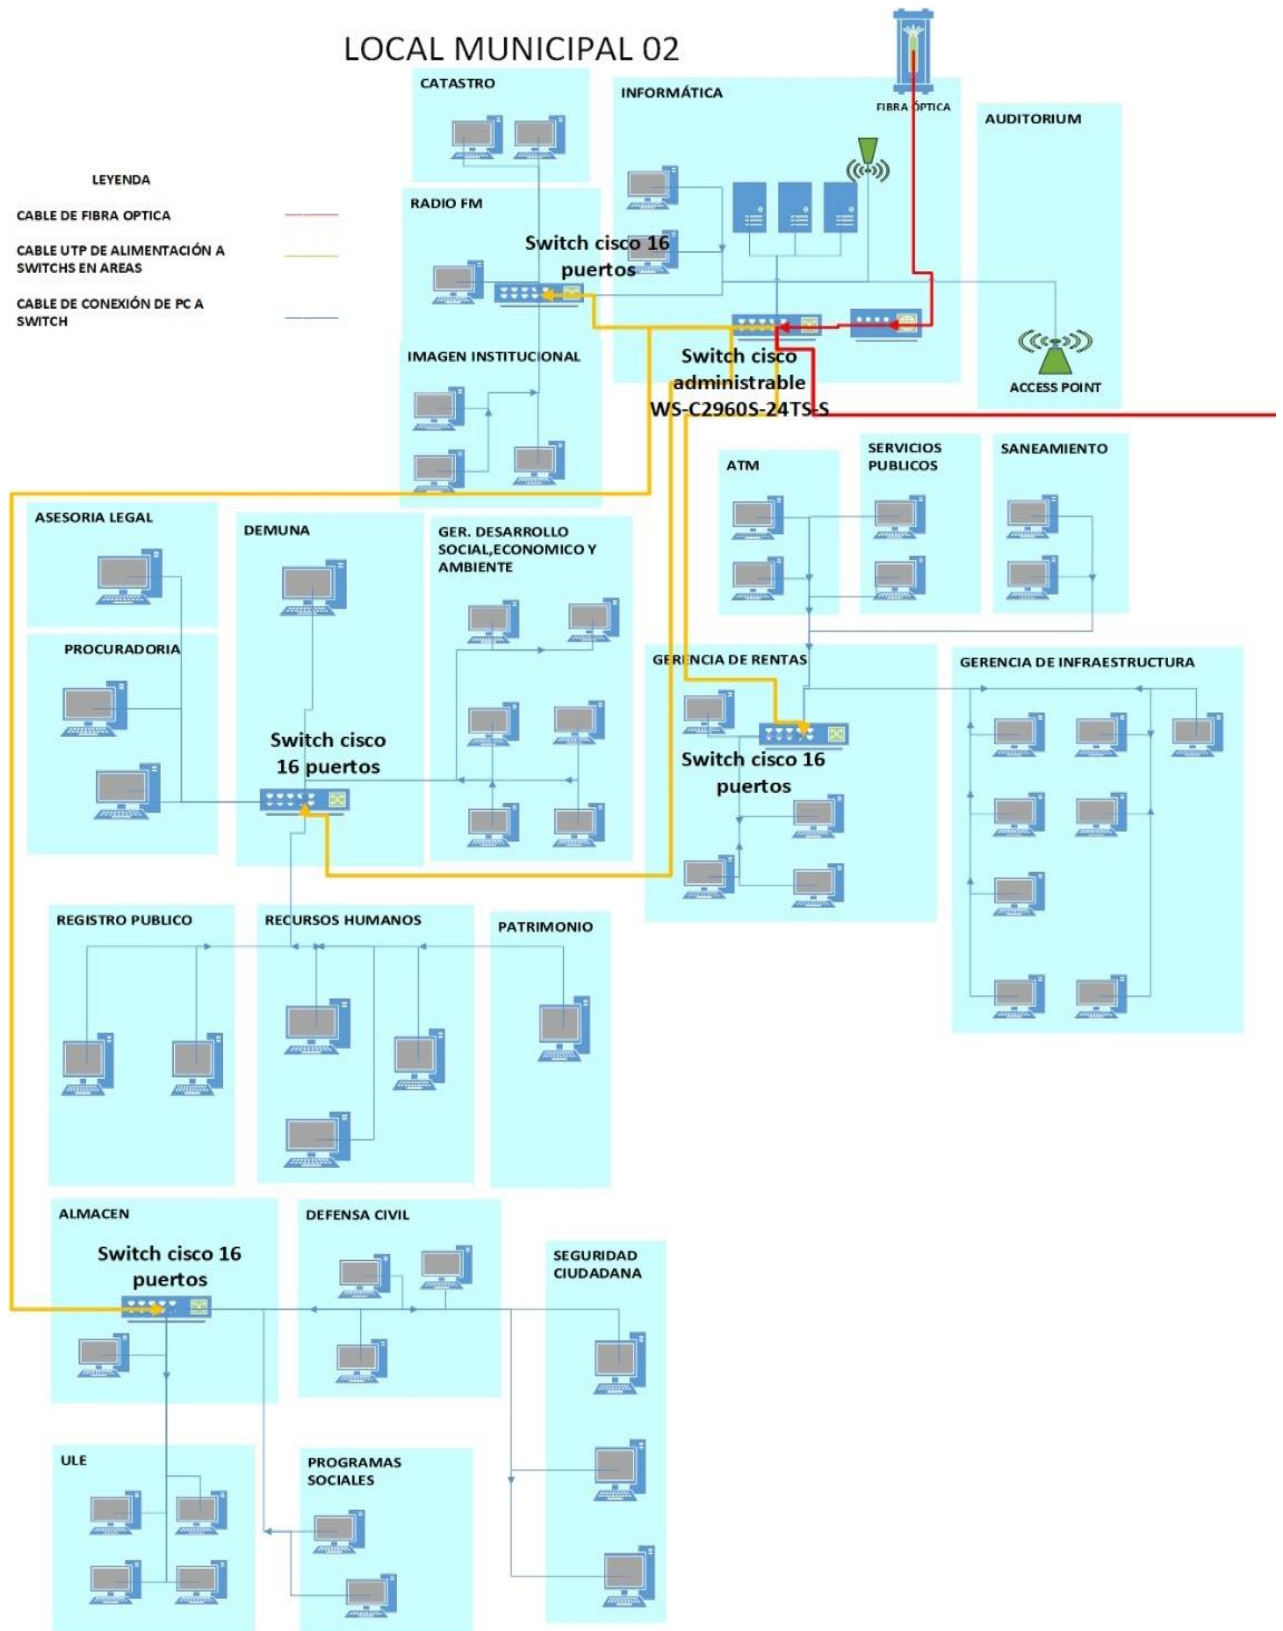 LOCAL MUNICIPAL 02
FIBRA ÓPTICA
CATASTRO
INFORMÁTICA
AUDITORIUM
LEYENDA
CABLE DE FIBRA OPTICA
CABLE UTP DE ALIMENTACIÓN A
SWITCHS EN AREAS
CABLE DE CONEXIÓN DE PC A
SWITCH
RADIO FM
Switch cisco 16
puertos
IMAGEN INSTITUCIONAL
Switch cisco
administrable
WS-C2960S-24TS-S
ACCESS POINT
ATM
SERVICIOS
PUBLICOS
SANEAMIENTO
ASESORIA LEGAL
DEMUNA
GER. DESARROLLO
SOCIAL,ECONOMICO Y
AMBIENTE
PROCURADORIA
GERENCIA DE RENTAS
GERENCIA DE INFRAESTRUCTURA
Switch cisco
16 puertos
Switch cisco 16
puertos
REGISTRO PUBLICO
RECURSOS HUMANOS
PATRIMONIO
ALMACEN
DEFENSA CIVIL
Switch cisco 16
puertos
SEGURIDAD
CIUDADANA
ULE
PROGRAMAS
SOCIALES